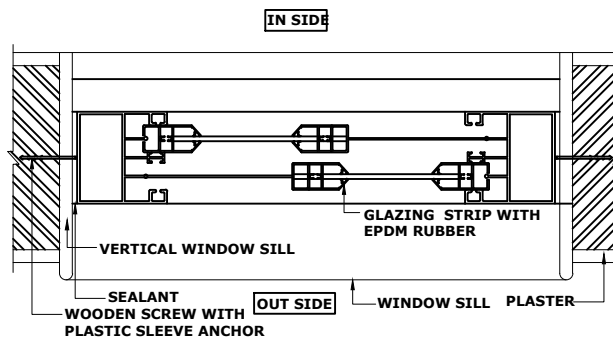 IN SIDE
GLAZING STRIP WITH
EPDM RUBBER
VERTICAL WINDOW SILL
SEALANT
OUT SIDE
WINDOW SILL
PLASTER
WOODEN SCREW WITH
PLASTIC SLEEVE ANCHOR